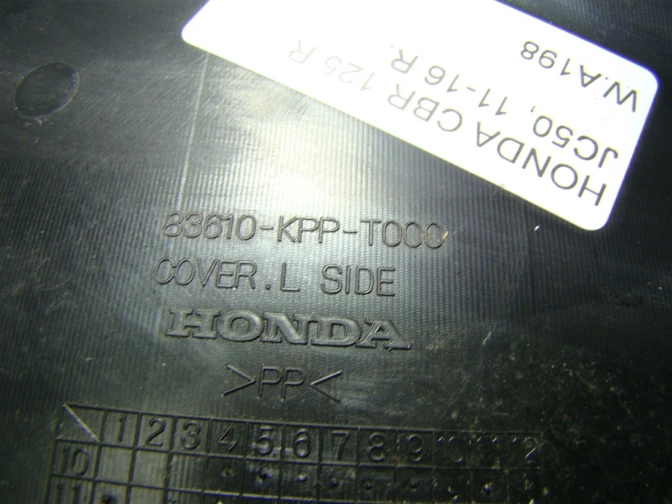 HONDA CBR 125 R
JC50, 11-16 R.
W.A198
83610-KPP-T000
COVER.L SIDE
HONDA
>PP<
1 2 3 4 5 6 7 8 9 10 11 12
10
11